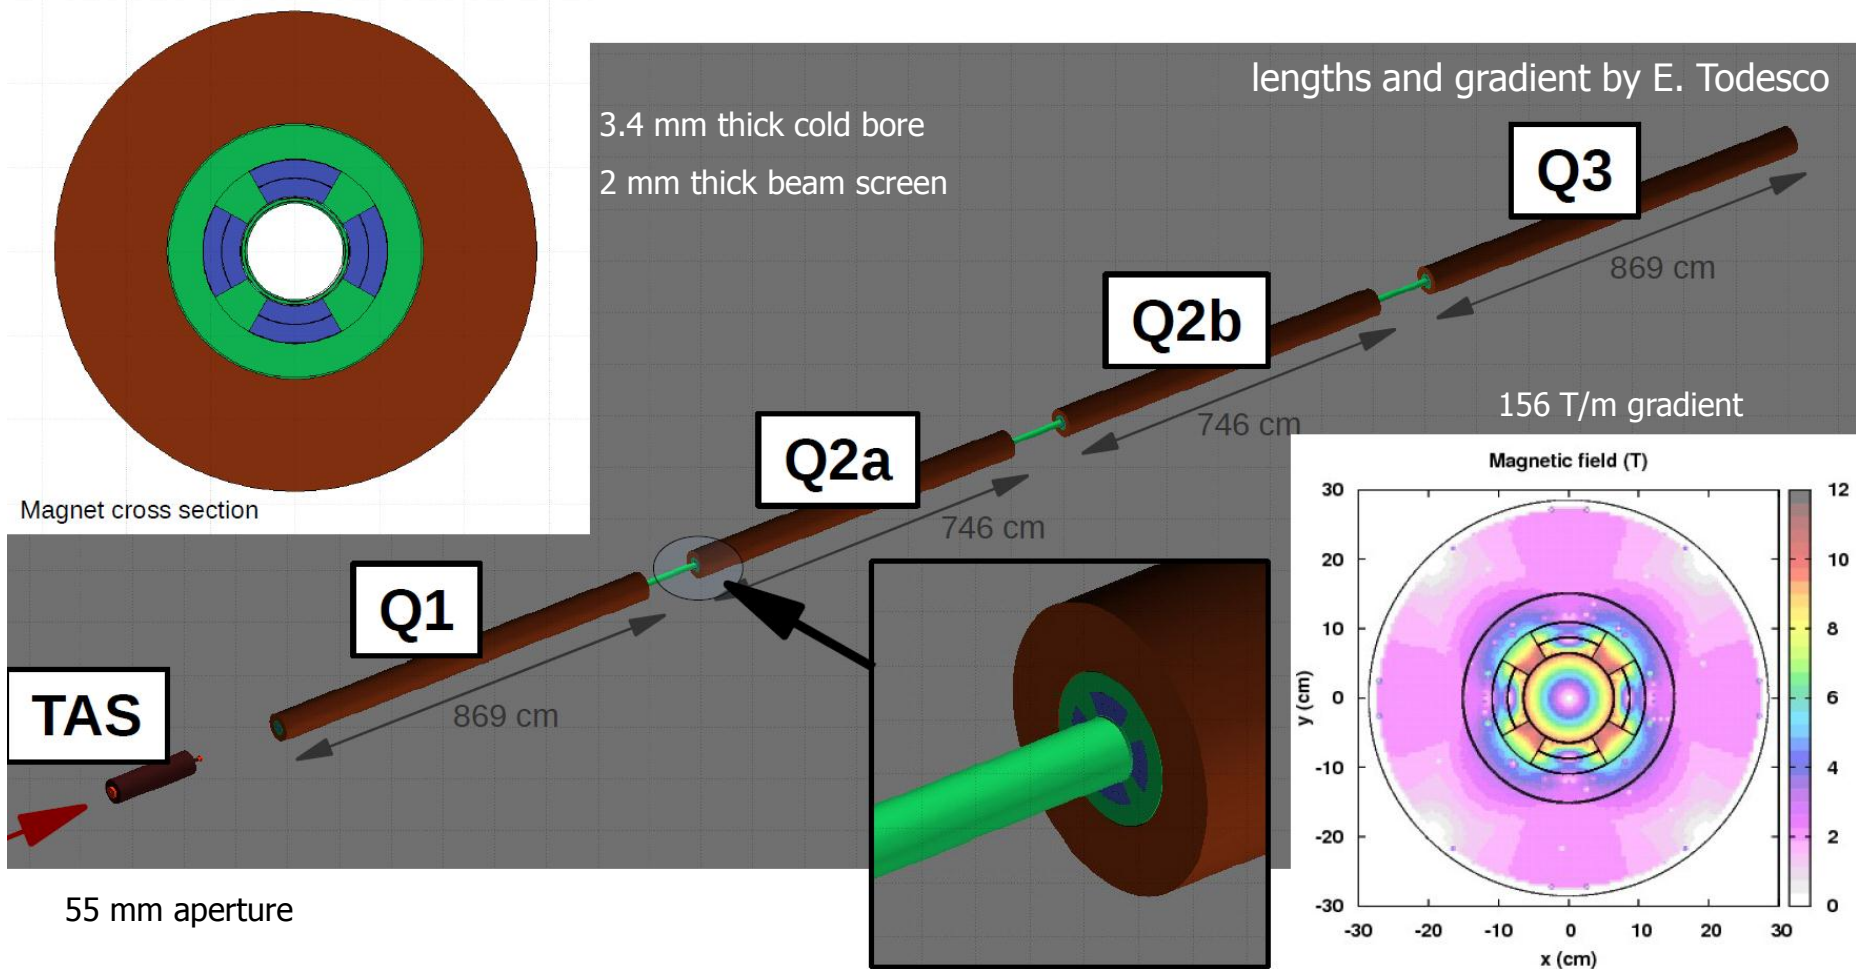 lengths and gradient by E. Todesco
3.4 mm thick cold bore
2 mm thick beam screen
Q3
869 cm
Q2b
746 cm
156 T/m gradient
Q2a
746 cm
Magnet cross section
Q1
869 cm
TAS
55 mm aperture
Magnetic field (T)
30
20
10
0
-10
-20
-30
y (cm)
-30
-20
-10
0
10
20
30
x (cm)
12
10
8
6
4
2
0